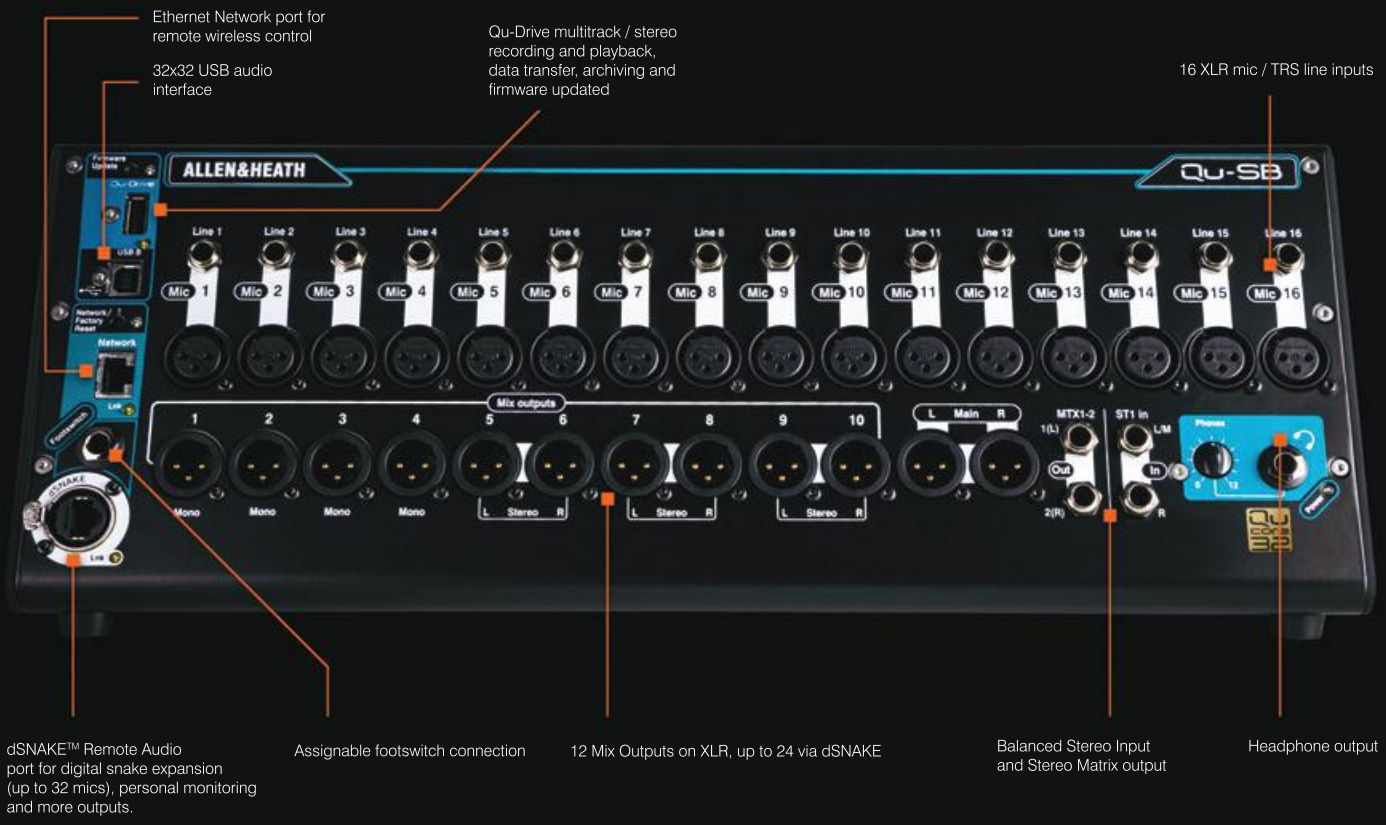 Ethernet Network port for
remote wireless control
32x32 USB audio
interface
Qu-Drive multitrack / stereo
recording and playback,
data transfer, archiving and
firmware updated
16 XLR mic / TRS line inputs
Firmware
Update
Qu-Drive
ALLEN&HEATH
Qu-SB
USB B
Line 1 Line 2 Line 3 Line 4 Line 5 Line 6 Line 7 Line 8 Line 9 Line 10 Line 11 Line 12 Line 13 Line 14 Line 15 Line 16
Mic 1 Mic 2 Mic 3 Mic 4 Mic 5 Mic 6 Mic 7 Mic 8 Mic 9 Mic 10 Mic 11 Mic 12 Mic 13 Mic 14 Mic 15 Mic 16
Network/
Factory
Reset
Network
Lnk
Footswitch
dSNAKE
Lnk
Mix outputs
1 2 3 4 5 6 7 8 9 10
Mono Mono Mono Mono L Stereo R L Stereo R L Stereo R
L Main R
MTX1-2
1(L)
Out
2(R)
ST1 in
L/M
In
R
Phones
12
Power
Qu
CORE
32
dSNAKE™ Remote Audio
port for digital snake expansion
(up to 32 mics), personal monitoring
and more outputs.
Assignable footswitch connection
12 Mix Outputs on XLR, up to 24 via dSNAKE
Balanced Stereo Input
and Stereo Matrix output
Headphone output